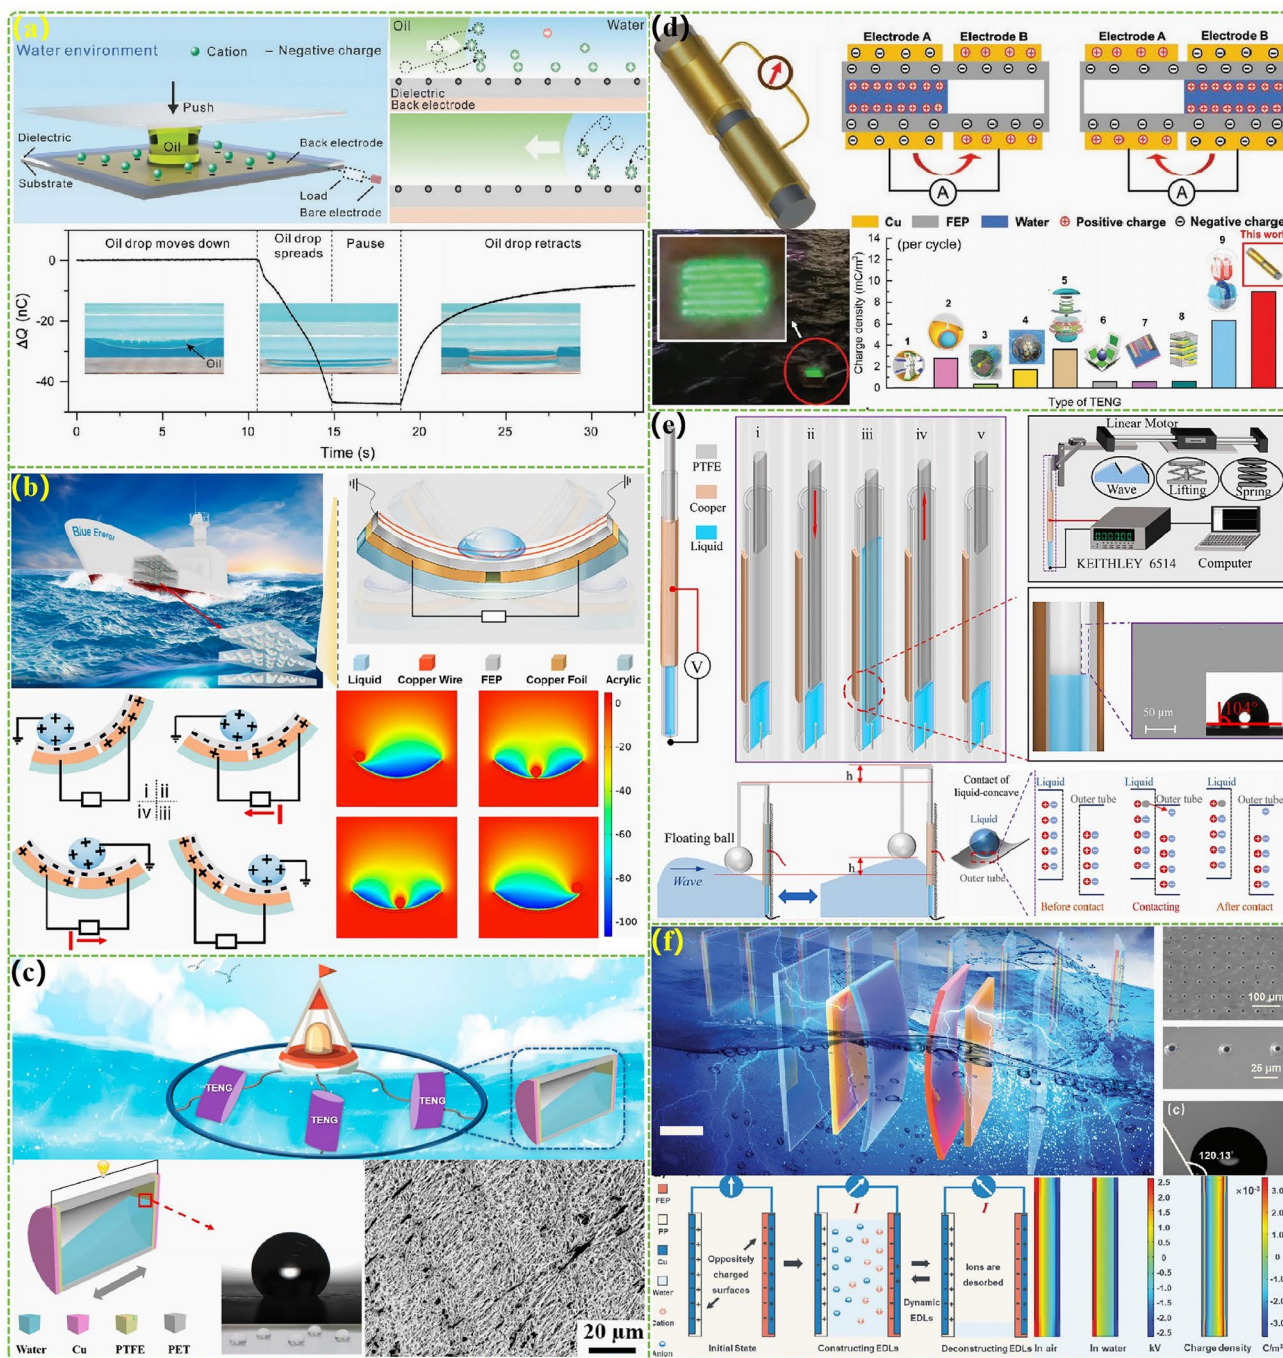 (a)
Water environment
Cation
− Negative charge
Push
Oil
Dielectric
Substrate
Back electrode
Load
Bare electrode
Oil
Water
Dielectric
Back electrode
Oil drop moves down
Oil drop
spreads
Pause
Oil drop retracts
Oil
ΔQ (nC)
0
-20
-40
0 5 10 15 20 25 30
Time (s)
(b)
Blue Energy
Liquid
Copper Wire
FEP
Copper Foil
Acrylic
i ii
iv iii
I
I
0
-20
-40
-60
-80
-100
(c)
TENG
TENG
TENG
Water
Cu
PTFE
PET
20 μm
(d)
Electrode A
Electrode B
Electrode A
Electrode B
A
A
Cu
FEP
Water
Positive charge
Negative charge
(per cycle)
Charge density (mC/m³)
14
12
10
8
6
4
2
0
1
2
3
4
5
6
7
8
9
This work
Type of TENG
(e)
PTFE
Cooper
Liquid
V
i ii iii iv v
Linear Motor
Wave
Lifting
Spring
KEITHLEY 6514
Computer
50 μm
104°
h
h
Floating ball
Wave
Contact of
liquid-concave
Liquid
Outer tube
Liquid
Outer tube
Liquid
Outer tube
Liquid
Outer tube
Before contact
Contacting
After contact
(f)
100 μm
25 μm
(c)
120.13°
FEP
PP
Cu
Water
Cation
Anion
Oppositely
charged
surfaces
Initial State
I
Constructing EDLs
Dynamic
EDLs
I
Ions are
desorbed
Deconstructing EDLs
In air
In water
2.5
2.0
1.5
1.0
0.5
0
-0.5
-1.0
-1.5
-2.0
-2.5
kV
Charge density
×10⁻³
3.0
2.0
1.0
0
-1.0
-2.0
-3.0
C/m²